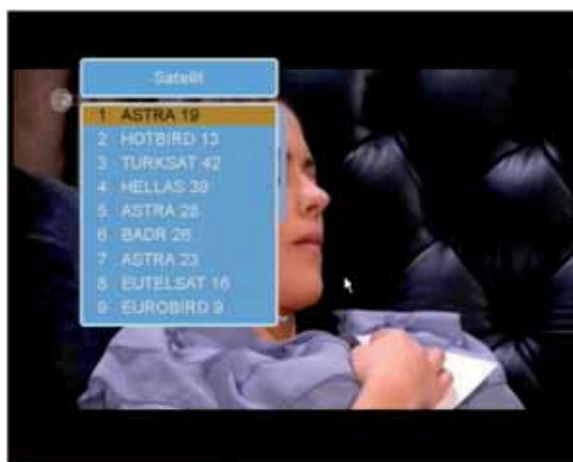 Satellit
1 ASTRA 19
2 HOTBIRD 13
3 TURKSAT 42
4 HELLAS 39
5 ASTRA 28
6 BADR 26
7 ASTRA 23
8 EUTELSAT 16
9 EUROBIRD 9